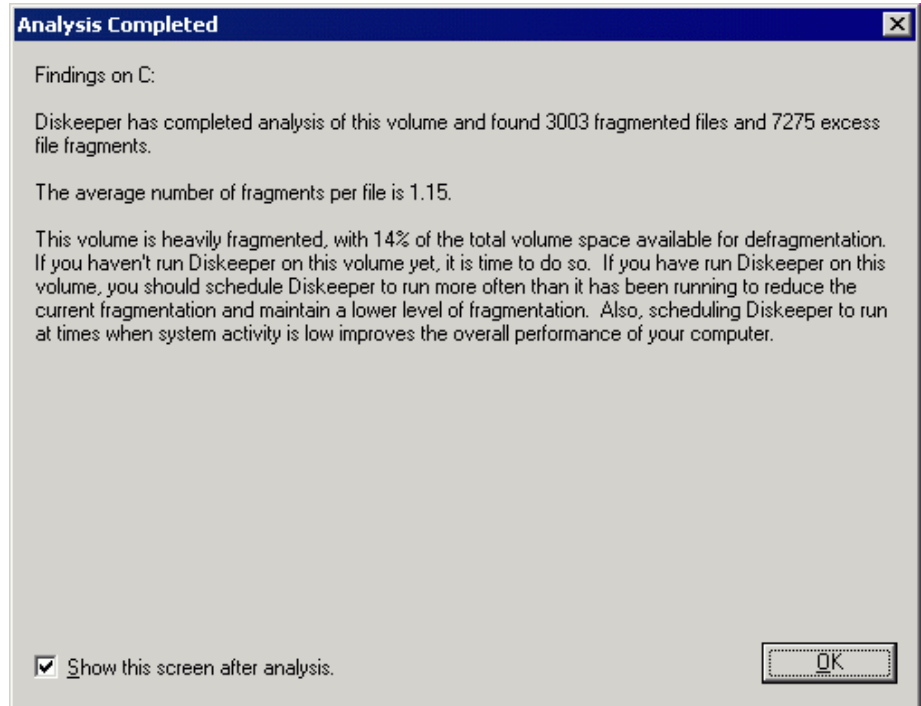 Analysis Completed
Findings on C:
Diskeeper has completed analysis of this volume and found 3003 fragmented files and 7275 excess
file fragments.
The average number of fragments per file is 1.15.
This volume is heavily fragmented, with 14% of the total volume space available for defragmentation.
If you haven't run Diskeeper on this volume yet, it is time to do so.  If you have run Diskeeper on this
volume, you should schedule Diskeeper to run more often than it has been running to reduce the
current fragmentation and maintain a lower level of fragmentation.  Also, scheduling Diskeeper to run
at times when system activity is low improves the overall performance of your computer.
Show this screen after analysis.
OK